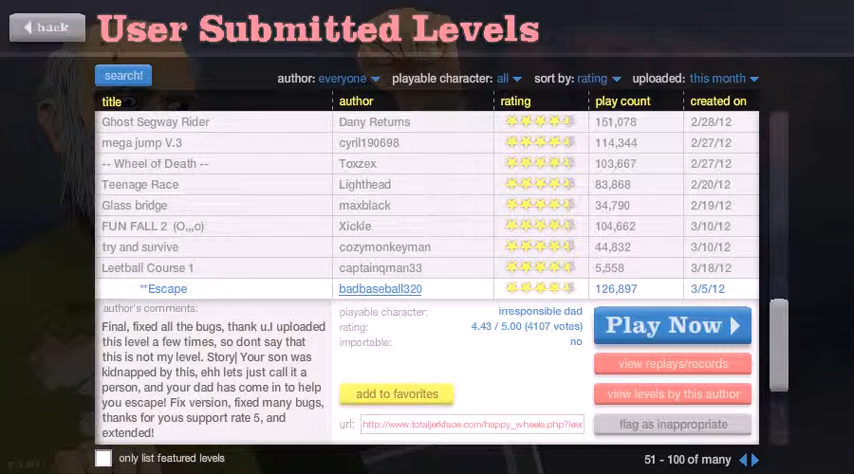 back
User Submitted Levels
search!
author: everyone playable character: all sort by: rating uploaded: this month
title author rating play count created on
Ghost Segway Rider Dany Returns 151,078 2/28/12
mega jump V.3 cyril190698 114,344 2/27/12
-- Wheel of Death -- Toxzex 103,667 2/27/12
Teenage Race Lighthead 83,868 2/20/12
Glass bridge maxblack 34,790 2/19/12
FUN FALL 2 (O,,,o) Xickle 104,662 3/10/12
try and survive cozymonkeyman 44,832 3/10/12
Leetball Course 1 captainqman33 5,558 3/18/12
**Escape badbaseball320 126,897 3/5/12
author's comments:
Final, fixed all the bugs, thank u.I uploaded
this level a few times, so dont say that
this is not my level. Story| Your son was
kidnapped by this, ehh lets just call it a
person, and your dad has come in to help
you escape! Fix version, fixed many bugs,
thanks for yous support rate 5, and
extended!
playable character: irresponsible dad
rating: 4.43 / 5.00 (4107 votes)
importable: no
add to favorites
url: http://www.totaljerkface.com/happy_wheels.php?lev
Play Now
view replays/records
view levels by this author
flag as inappropriate
only list featured levels
51 - 100 of many